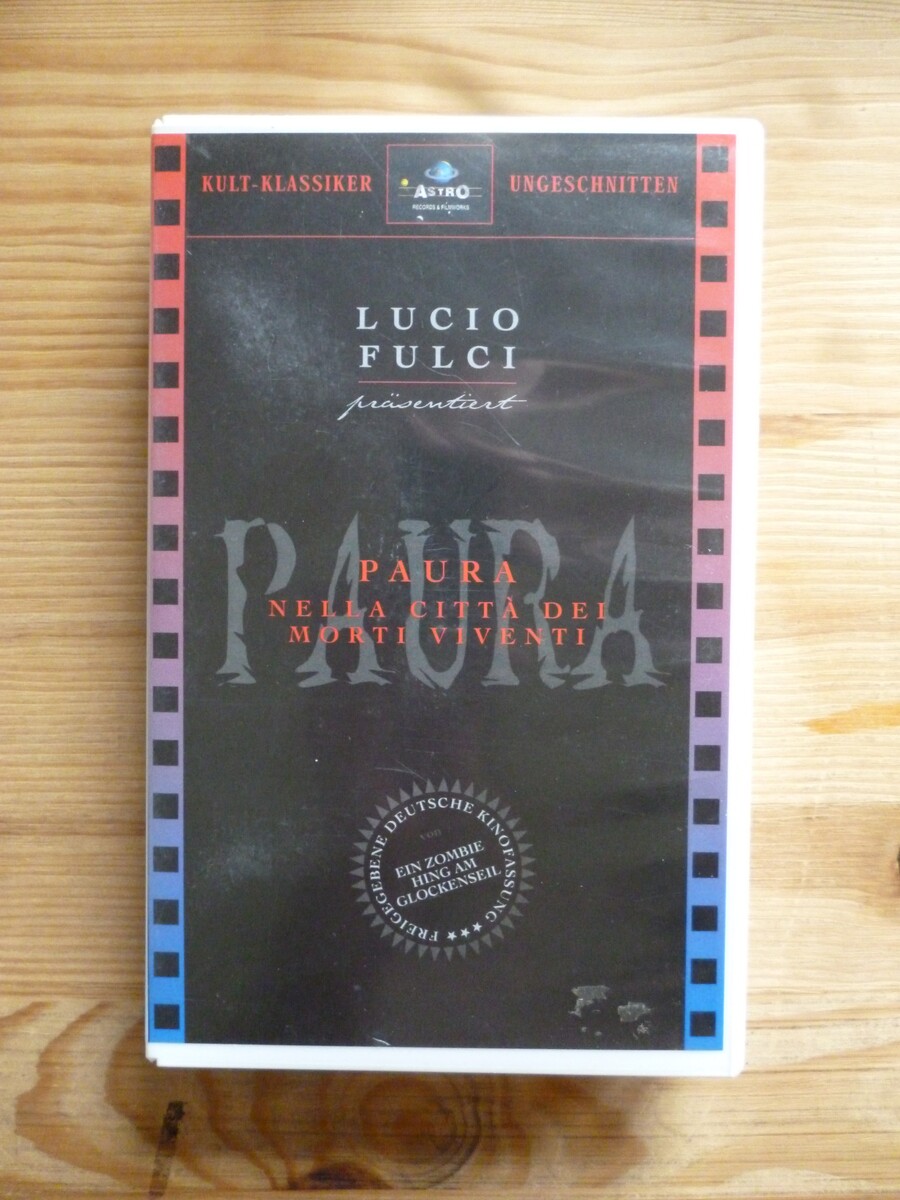 KULT-KLASSIKER
ASTRO
RECORDS & FILMWORKS
UNGESCHNITTEN
LUCIO
FULCI
präsentiert
PAURA
PAURA
NELLA CITTÀ DEI
MORTI VIVENTI
FREIGEGEBENE DEUTSCHE KINOFASSUNG ★★★
VON
EIN ZOMBIE
HING AM
GLOCKENSEIL